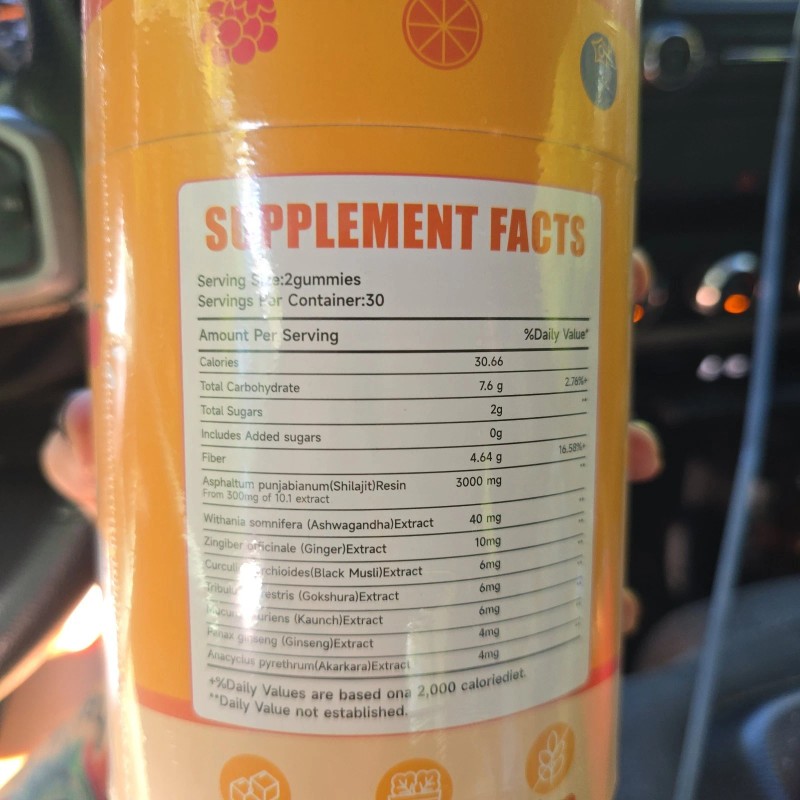 SUPPLEMENT FACTS
Serving Size:2gummies
Servings Per Container:30
Amount Per Serving %Daily Value*
Calories 30.66
Total Carbohydrate 7.6 g 2.76%+
Total Sugars 2g **
Includes Added sugars 0g
Fiber 4.64 g 16.58%+
Asphaltum punjabianum(Shilajit)Resin 3000 mg **
From 300mg of 10.1 extract
Withania somnifera (Ashwagandha)Extract 40 mg **
Zingiber officinale (Ginger)Extract 10mg **
(Black Musli)Extract 6mg **
(Gokshura)Extract 6mg **
(Kaunch)Extract 6mg **
Panax ginseng (Ginseng)Extract 4mg **
Anacyclus pyrethrum(Akarkara)Extract 4mg **
+%Daily Values are based ona 2,000 caloriediet.
**Daily Value not established.